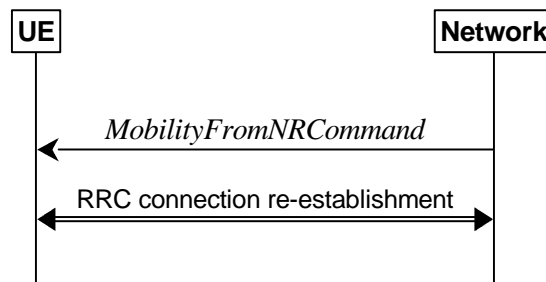 UE
Network
MobilityFromNRCommand
RRC connection re-establishment